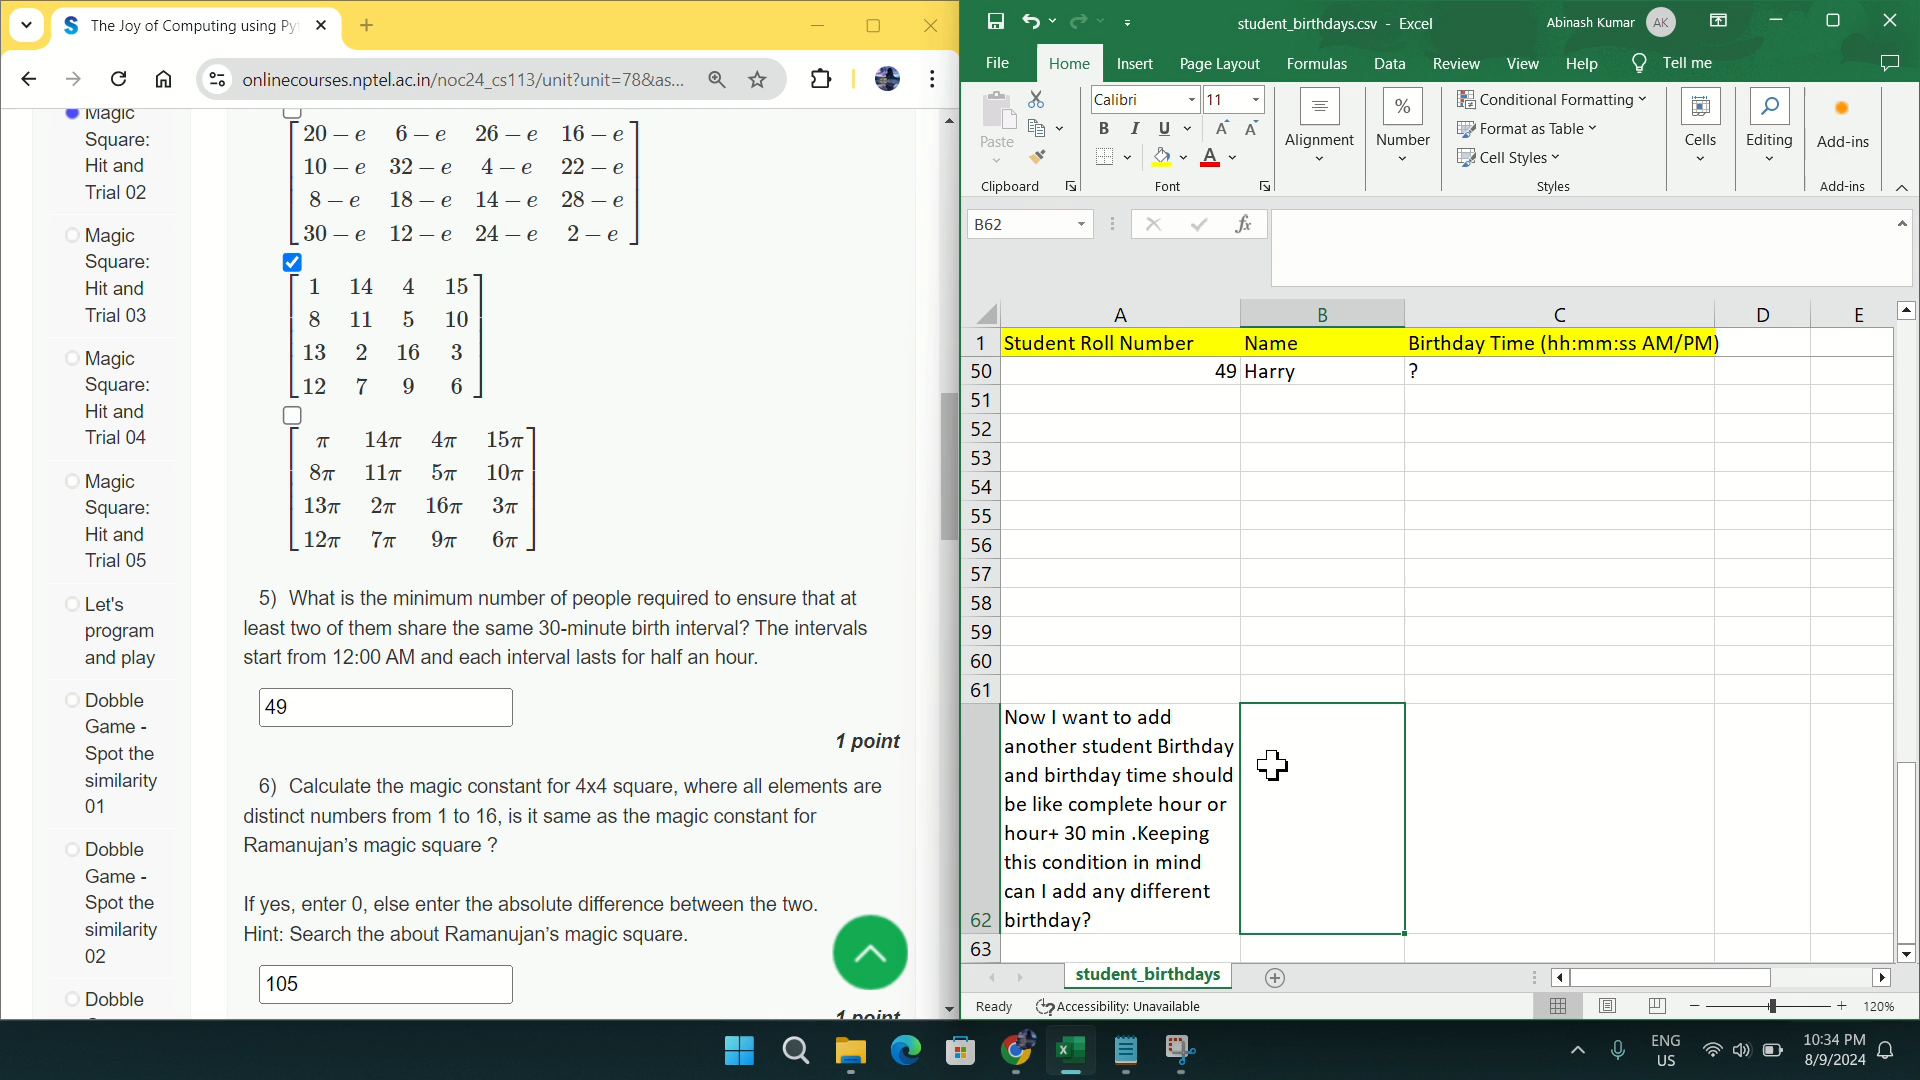 The Joy of Computing using Py
onlinecourses.nptel.ac.in/noc24_cs113/unit?unit=78&as...
Magic
Square:
Hit and
Trial 02
Magic
Square:
Hit and
Trial 03
Magic
Square:
Hit and
Trial 04
Magic
Square:
Hit and
Trial 05
Let's
program
and play
Dobble
Game -
Spot the
similarity
01
Dobble
Game -
Spot the
similarity
02
Dobble
20 − e 6 − e 26 − e 16 − e
10 − e 32 − e 4 − e 22 − e
8 − e 18 − e 14 − e 28 − e
30 − e 12 − e 24 − e 2 − e
1 14 4 15
8 11 5 10
13 2 16 3
12 7 9 6
π 14π 4π 15π
8π 11π 5π 10π
13π 2π 16π 3π
12π 7π 9π 6π
5) What is the minimum number of people required to ensure that at
least two of them share the same 30-minute birth interval? The intervals
start from 12:00 AM and each interval lasts for half an hour.
49
1 point
6) Calculate the magic constant for 4x4 square, where all elements are
distinct numbers from 1 to 16, is it same as the magic constant for
Ramanujan's magic square ?
If yes, enter 0, else enter the absolute difference between the two.
Hint: Search the about Ramanujan's magic square.
105
1 point
student_birthdays.csv - Excel
Abinash Kumar AK
File Home Insert Page Layout Formulas Data Review View Help Tell me
Paste
Clipboard
Calibri 11
B I U A A
A
Font
Alignment
%
Number
Conditional Formatting
Format as Table
Cell Styles
Styles
Cells
Editing
Add-ins
Add-ins
B62
fx
A B C D E
1 Student Roll Number Name Birthday Time (hh:mm:ss AM/PM)
50 49 Harry ?
51
52
53
54
55
56
57
58
59
60
61
Now I want to add
another student Birthday
and birthday time should
be like complete hour or
hour+ 30 min .Keeping
this condition in mind
can I add any different
62 birthday?
63
student_birthdays
Ready Accessibility: Unavailable
120%
ENG
US
10:34 PM
8/9/2024